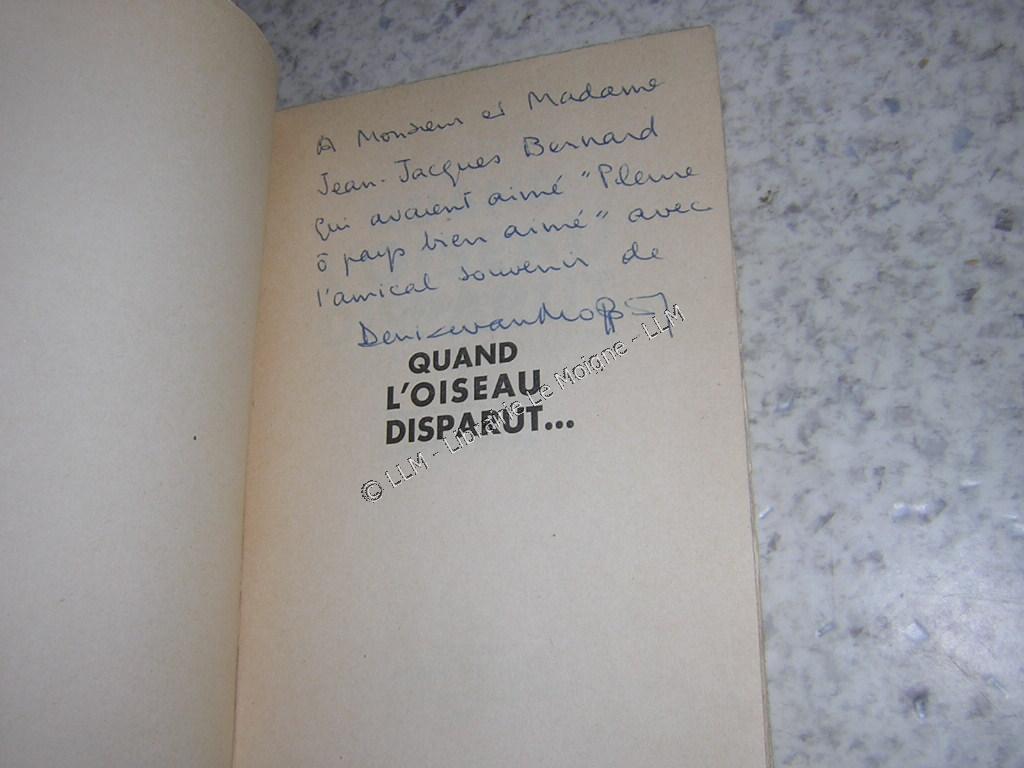 A Monsieur et Madame
Jean-Jacques Bernard
qui avaient aimé "Pleure
ô pays bien aimé" avec
l'amical souvenir de
QUAND
L'OISEAU
DISPARUT...
© LLM - Librairie Le Moigne - LLM